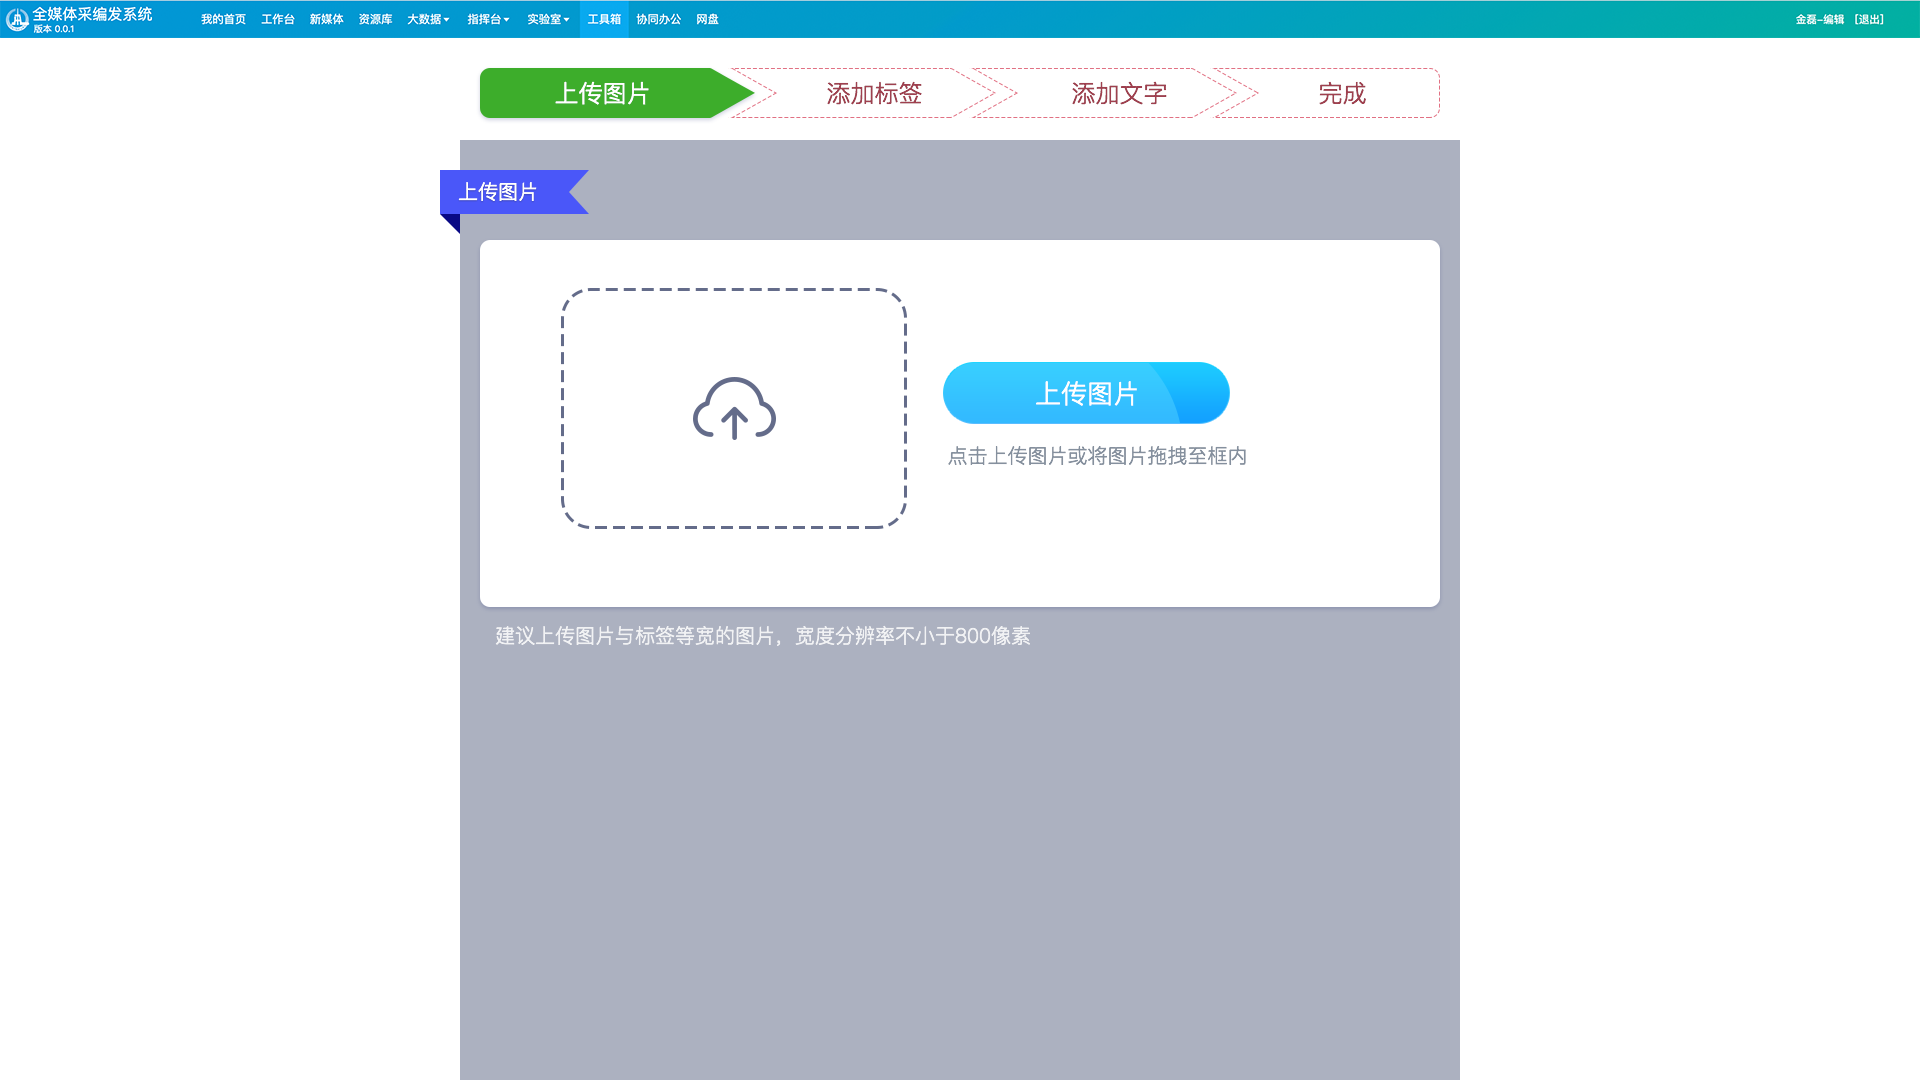 全媒体采编发系统
版本 0.0.1
我的首页 工作台 新媒体 资源库 大数据 指挥台 实验室 工具箱 协同办公 网盘
金磊-编辑 [退出]
上传图片 添加标签 添加文字 完成
上传图片
上传图片
点击上传图片或将图片拖拽至框内
建议上传图片与标签等宽的图片，宽度分辨率不小于800像素